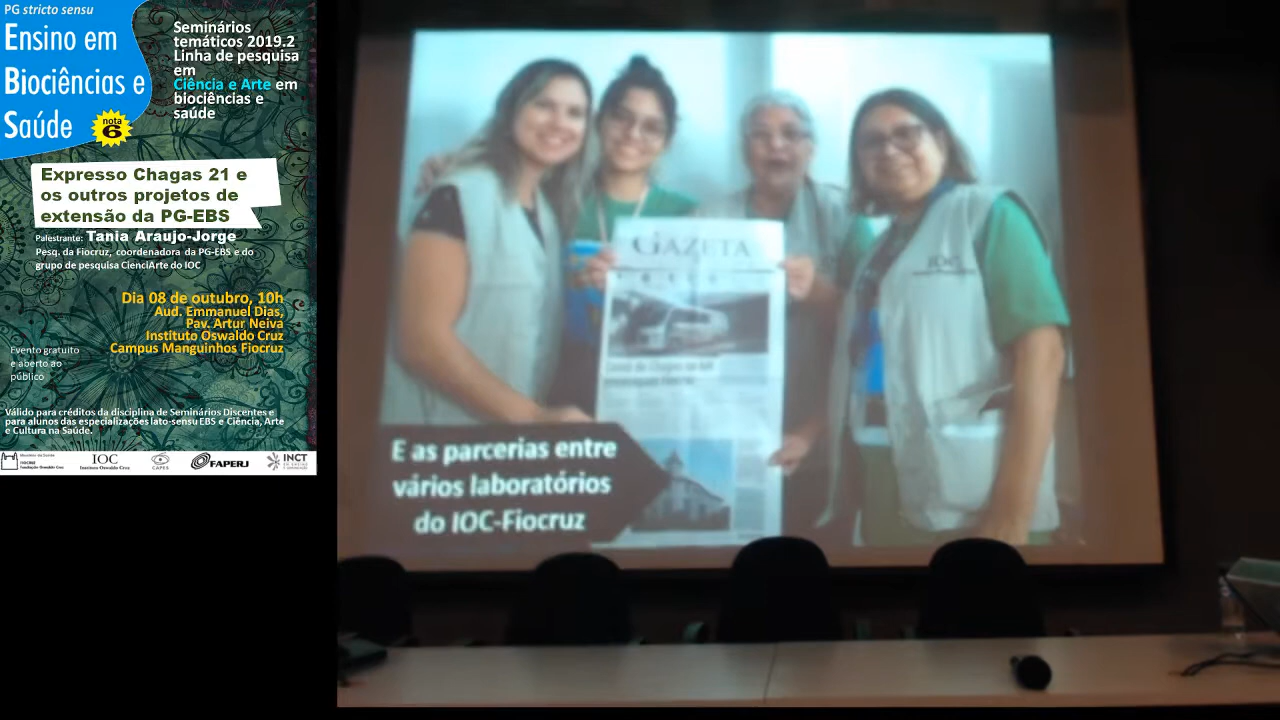 PG stricto sensu
Ensino em
Biociências e
Saúde
nota
6
Seminários
temáticos 2019.2
Linha de pesquisa
em
Ciência e Arte em
biociências e
saúde
Expresso Chagas 21 e
os outros projetos de
extensão da PG-EBS
Palestrante: Tania Araujo-Jorge
Pesq. da Fiocruz, coordenadora da PG-EBS e do
grupo de pesquisa CienciArte do IOC
Dia 08 de outubro, 10h
Aud. Emmanuel Dias,
Pav. Artur Neiva
Instituto Oswaldo Cruz
Campus Manguinhos Fiocruz
Evento gratuito
e aberto ao
público
Válido para créditos da disciplina de Seminários Discentes e
para alunos das especializações lato-sensu EBS e Ciência, Arte
e Cultura na Saúde.
IOC
Instituto Oswaldo Cruz
CAPES
FAPERJ
INCT
GAZETA
IOC
E as parcerias entre
vários laboratórios
do IOC-Fiocruz